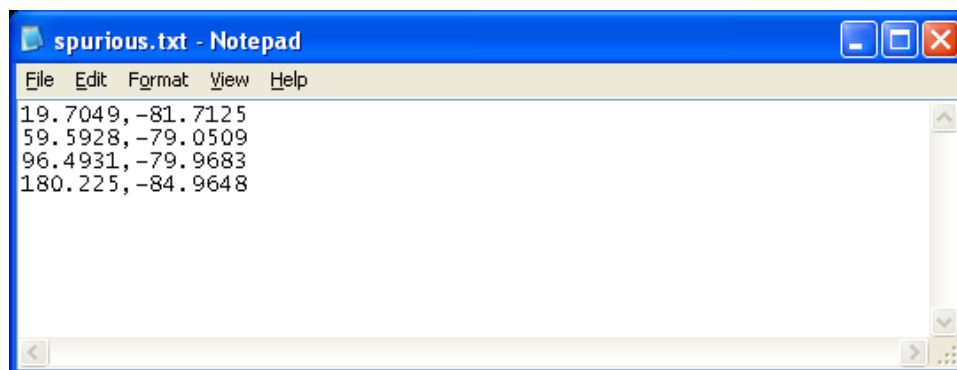 spurious.txt - Notepad
File Edit Format View Help
19.7049,-81.7125
59.5928,-79.0509
96.4931,-79.9683
180.225,-84.9648